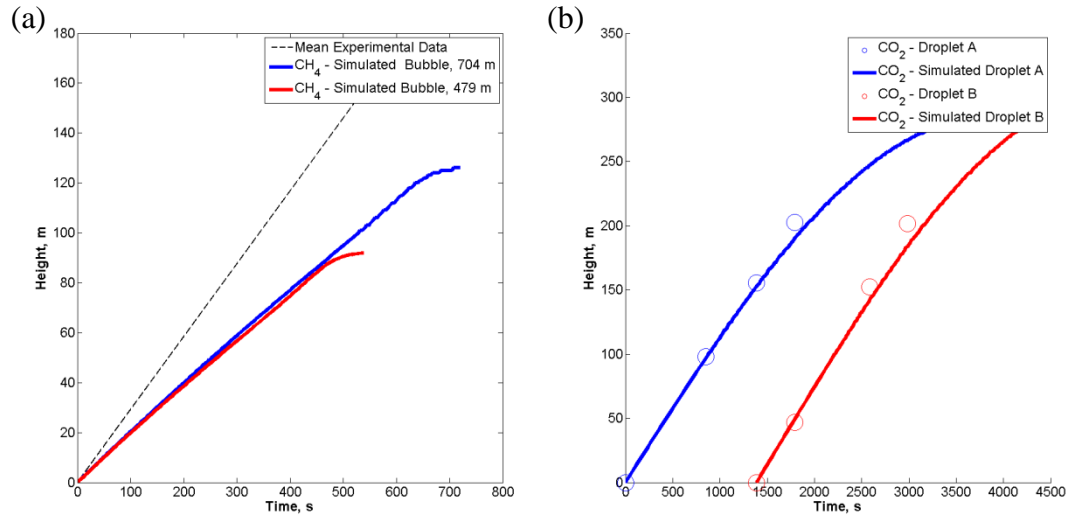 (a)
180
160
140
120
100
80
60
40
20
0
Height, m
0 100 200 300 400 500 600 700 800
Time, s
Mean Experimental Data
CH4 - Simulated Bubble, 704 m
CH4 - Simulated Bubble, 479 m
(b)
350
300
250
200
150
100
50
0
Height, m
0 500 1000 1500 2000 2500 3000 3500 4000 4500
Time, s
CO2 - Droplet A
CO2 - Simulated Droplet A
CO2 - Droplet B
CO2 - Simulated Droplet B